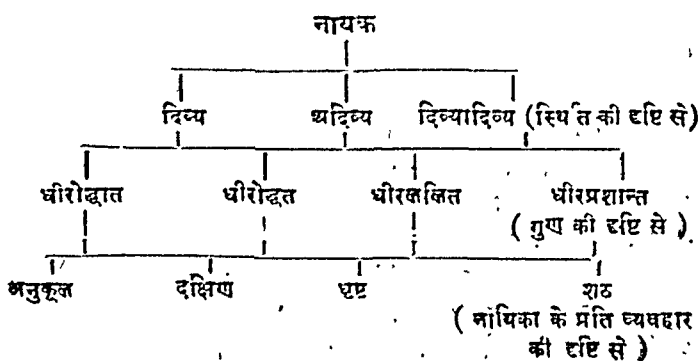 नायक
दिव्य अदिव्य दिव्यादिव्य (स्थिति की दृष्टि से)
धीरोद्धात धीरोद्धत धीरललित धीरप्रशान्त
( गुण की दृष्टि से )
अनुकूल दक्षिण धृष्ट शठ
( नायिका के प्रति व्यवहार
की दृष्टि से )